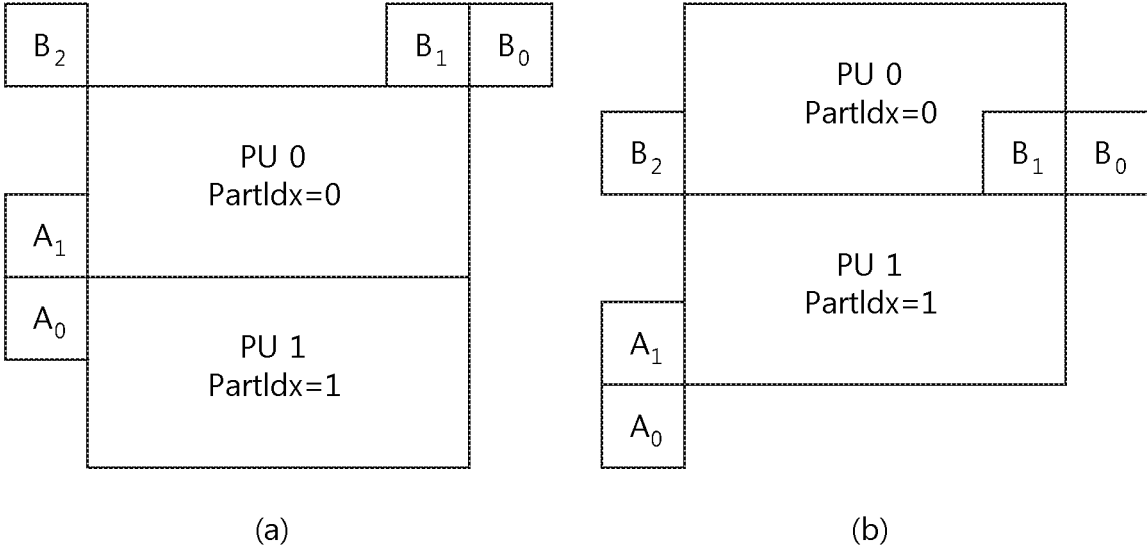 B2
B1
B0
PU 0
PartIdx=0
A1
A0
PU 1
PartIdx=1
(a)
PU 0
PartIdx=0
B2
B1
B0
PU 1
PartIdx=1
A1
A0
(b)